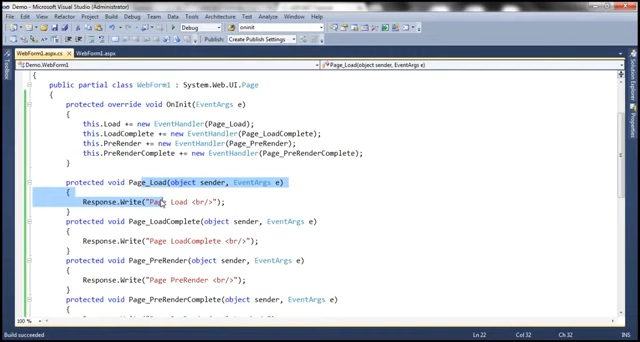 Demo - Microsoft Visual Studio (Administrator)
File Edit View Refactor Project Build Debug Team Data Tools Architecture Test Analyze Window Help
Debug oninit
Publish: Create Publish Settings
WebForm1.aspx.cs WebForm1.aspx
Demo.WebForm1 Page_Load(object sender, EventArgs e)
{
public partial class WebForm1 : System.Web.UI.Page
{
protected override void OnInit(EventArgs e)
{
this.Load += new EventHandler(Page_Load);
this.LoadComplete += new EventHandler(Page_LoadComplete);
this.PreRender += new EventHandler(Page_PreRender);
this.PreRenderComplete += new EventHandler(Page_PreRenderComplete);
}
protected void Page_Load(object sender, EventArgs e)
{
Response.Write("Page Load <br/>");
}
protected void Page_LoadComplete(object sender, EventArgs e)
{
Response.Write("Page LoadComplete <br/>");
}
protected void Page_PreRender(object sender, EventArgs e)
{
Response.Write("Page PreRender <br/>");
}
protected void Page_PreRenderComplete(object sender, EventArgs e)
{
100 %
Build succeeded Ln 22 Col 32 Ch 32 INS
Toolbox
Solution Explorer
Properties